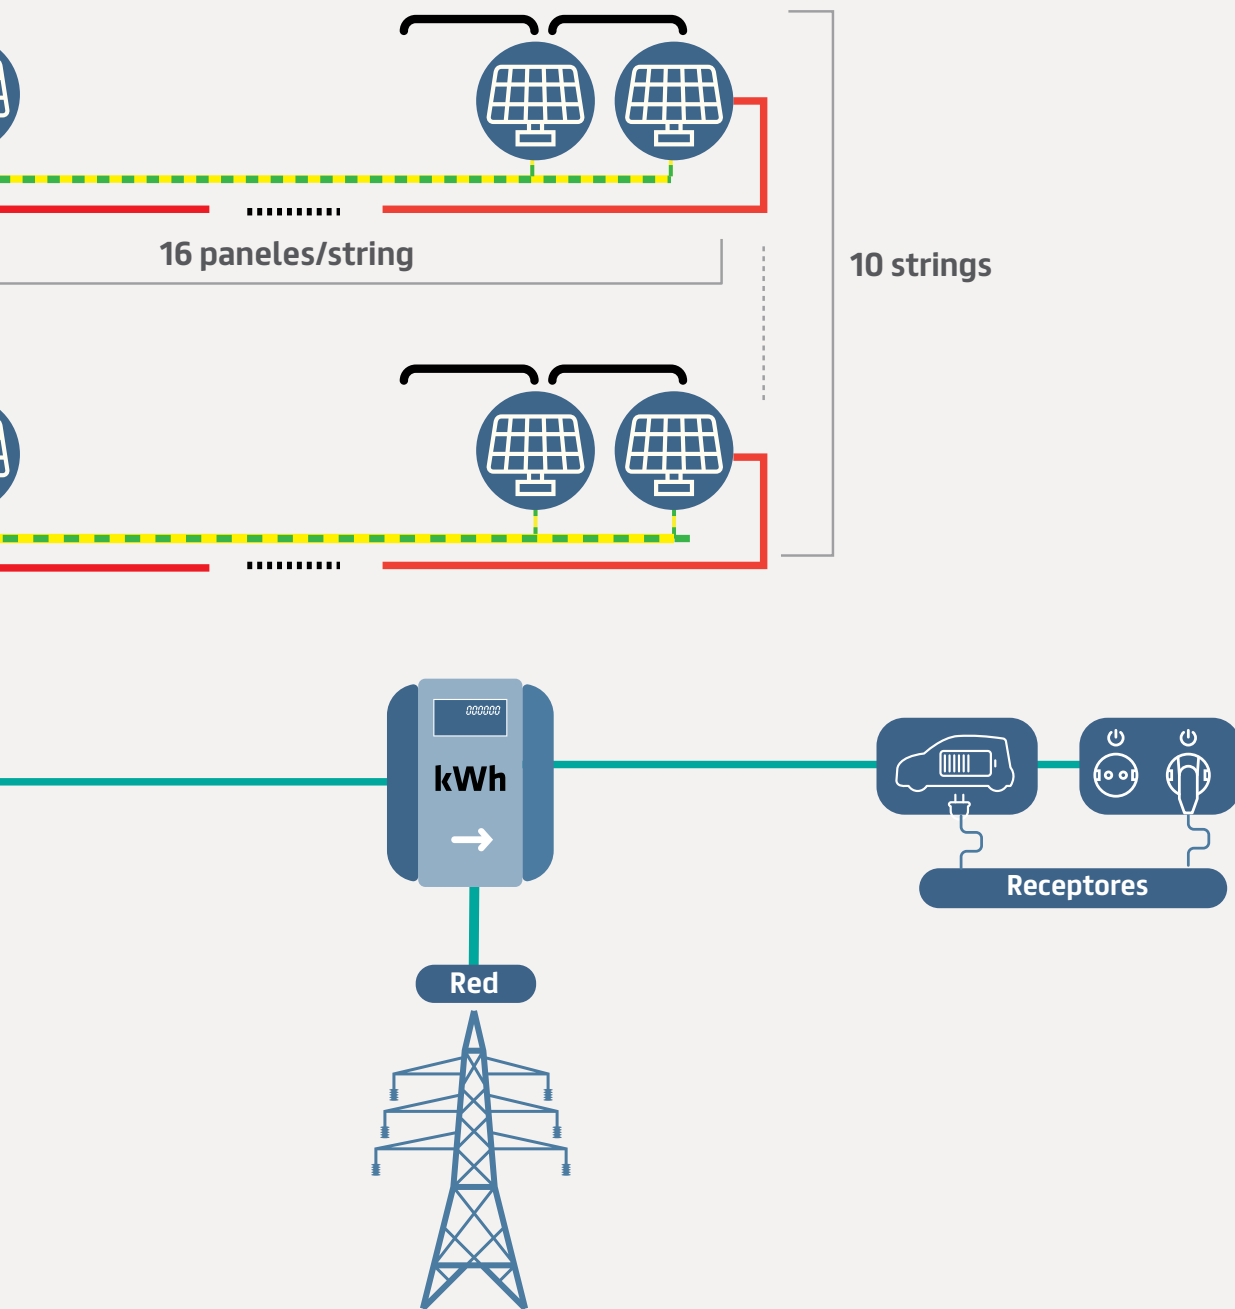 16 paneles/string
10 strings
000000
kWh
Receptores
Red